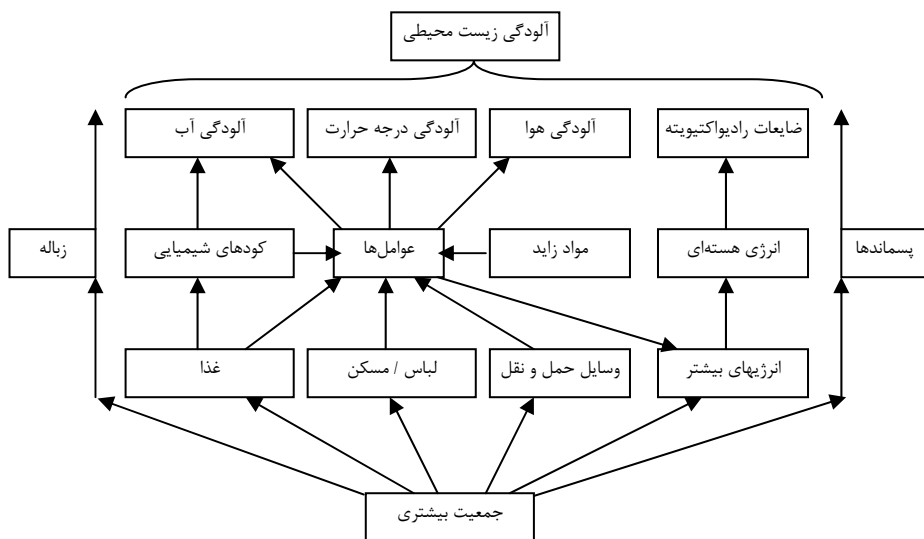 آلودگی زیست محیطی
ضایعات رادیواکتیویته
آلودگی هوا
آلودگی درجه حرارت
آلودگی آب
پسماندها
انرژی هسته‌ای
مواد زاید
عوامل‌ها
کودهای شیمیایی
زباله
انرژیهای بیشتر
وسایل حمل و نقل
لباس / مسکن
غذا
جمعیت بیشتری